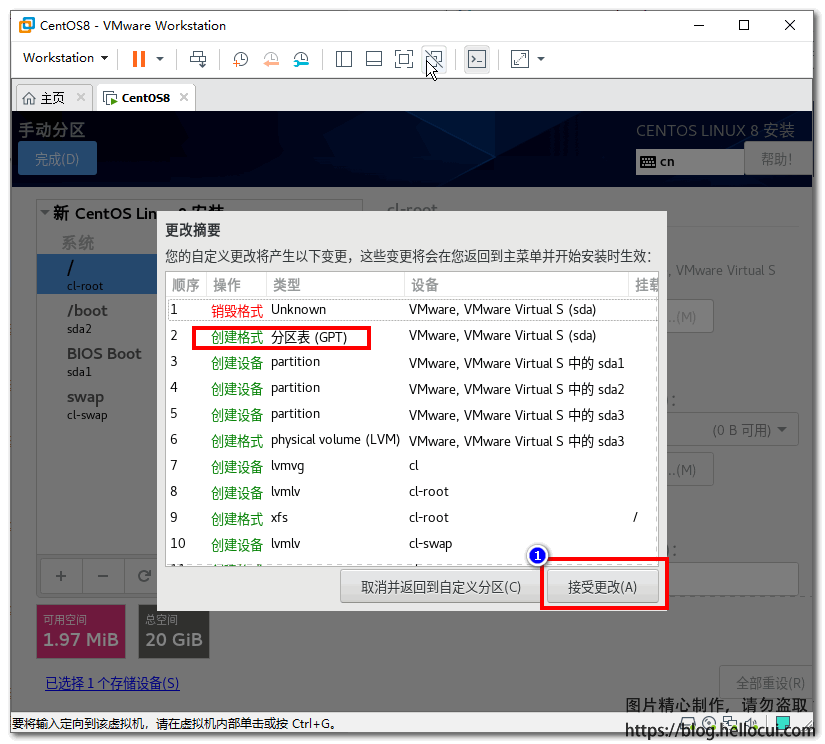 CentOS8 - VMware Workstation
Workstation
主页
CentOS8
手动分区
CENTOS LINUX 8 安装
完成(D)
cn
帮助!
新 CentOS Linux 8 安装
cl-root
系统
/
cl-root
/boot
sda2
BIOS Boot
sda1
swap
cl-swap
, VMware Virtual S
..(M)
(0 B 可用)
..(M)
更改摘要
您的自定义更改将产生以下变更，这些变更将会在您返回到主菜单并开始安装时生效：
顺序 操作 类型 设备 挂载
1 销毁格式 Unknown VMware, VMware Virtual S (sda)
2 创建格式 分区表 (GPT) VMware, VMware Virtual S (sda)
3 创建设备 partition VMware, VMware Virtual S 中的 sda1
4 创建设备 partition VMware, VMware Virtual S 中的 sda2
5 创建设备 partition VMware, VMware Virtual S 中的 sda3
6 创建格式 physical volume (LVM) VMware, VMware Virtual S 中的 sda3
7 创建设备 lvmvg cl
8 创建设备 lvmlv cl-root
9 创建格式 xfs cl-root /
10 创建设备 lvmlv cl-swap
1
取消并返回到自定义分区(C)
接受更改(A)
可用空间
1.97 MiB
总空间
20 GiB
已选择 1 个存储设备(S)
全部重设(R)
图片精心制作，请勿盗取
要将输入定向到该虚拟机，请在虚拟机内部单击或按 Ctrl+G。
https://blog.hellocui.com